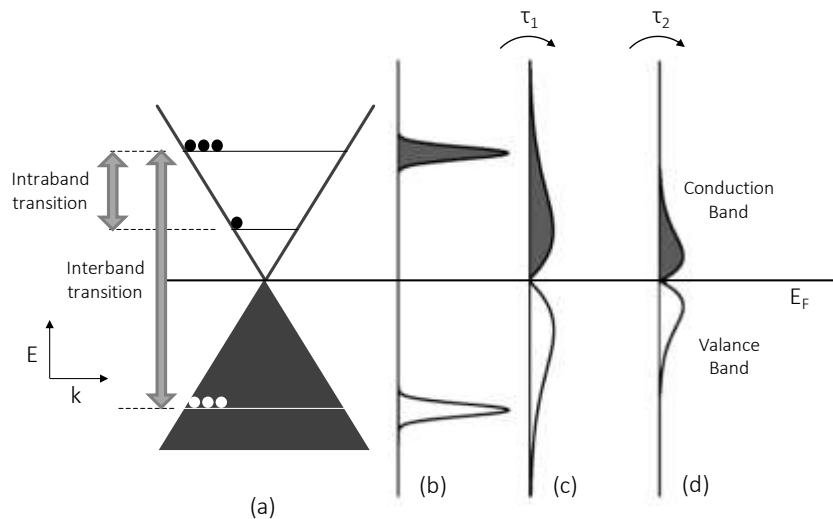 τ1
τ2
Intraband
transition
Interband
transition
Conduction
Band
EF
Valance
Band
E
k
(a)
(b)
(c)
(d)